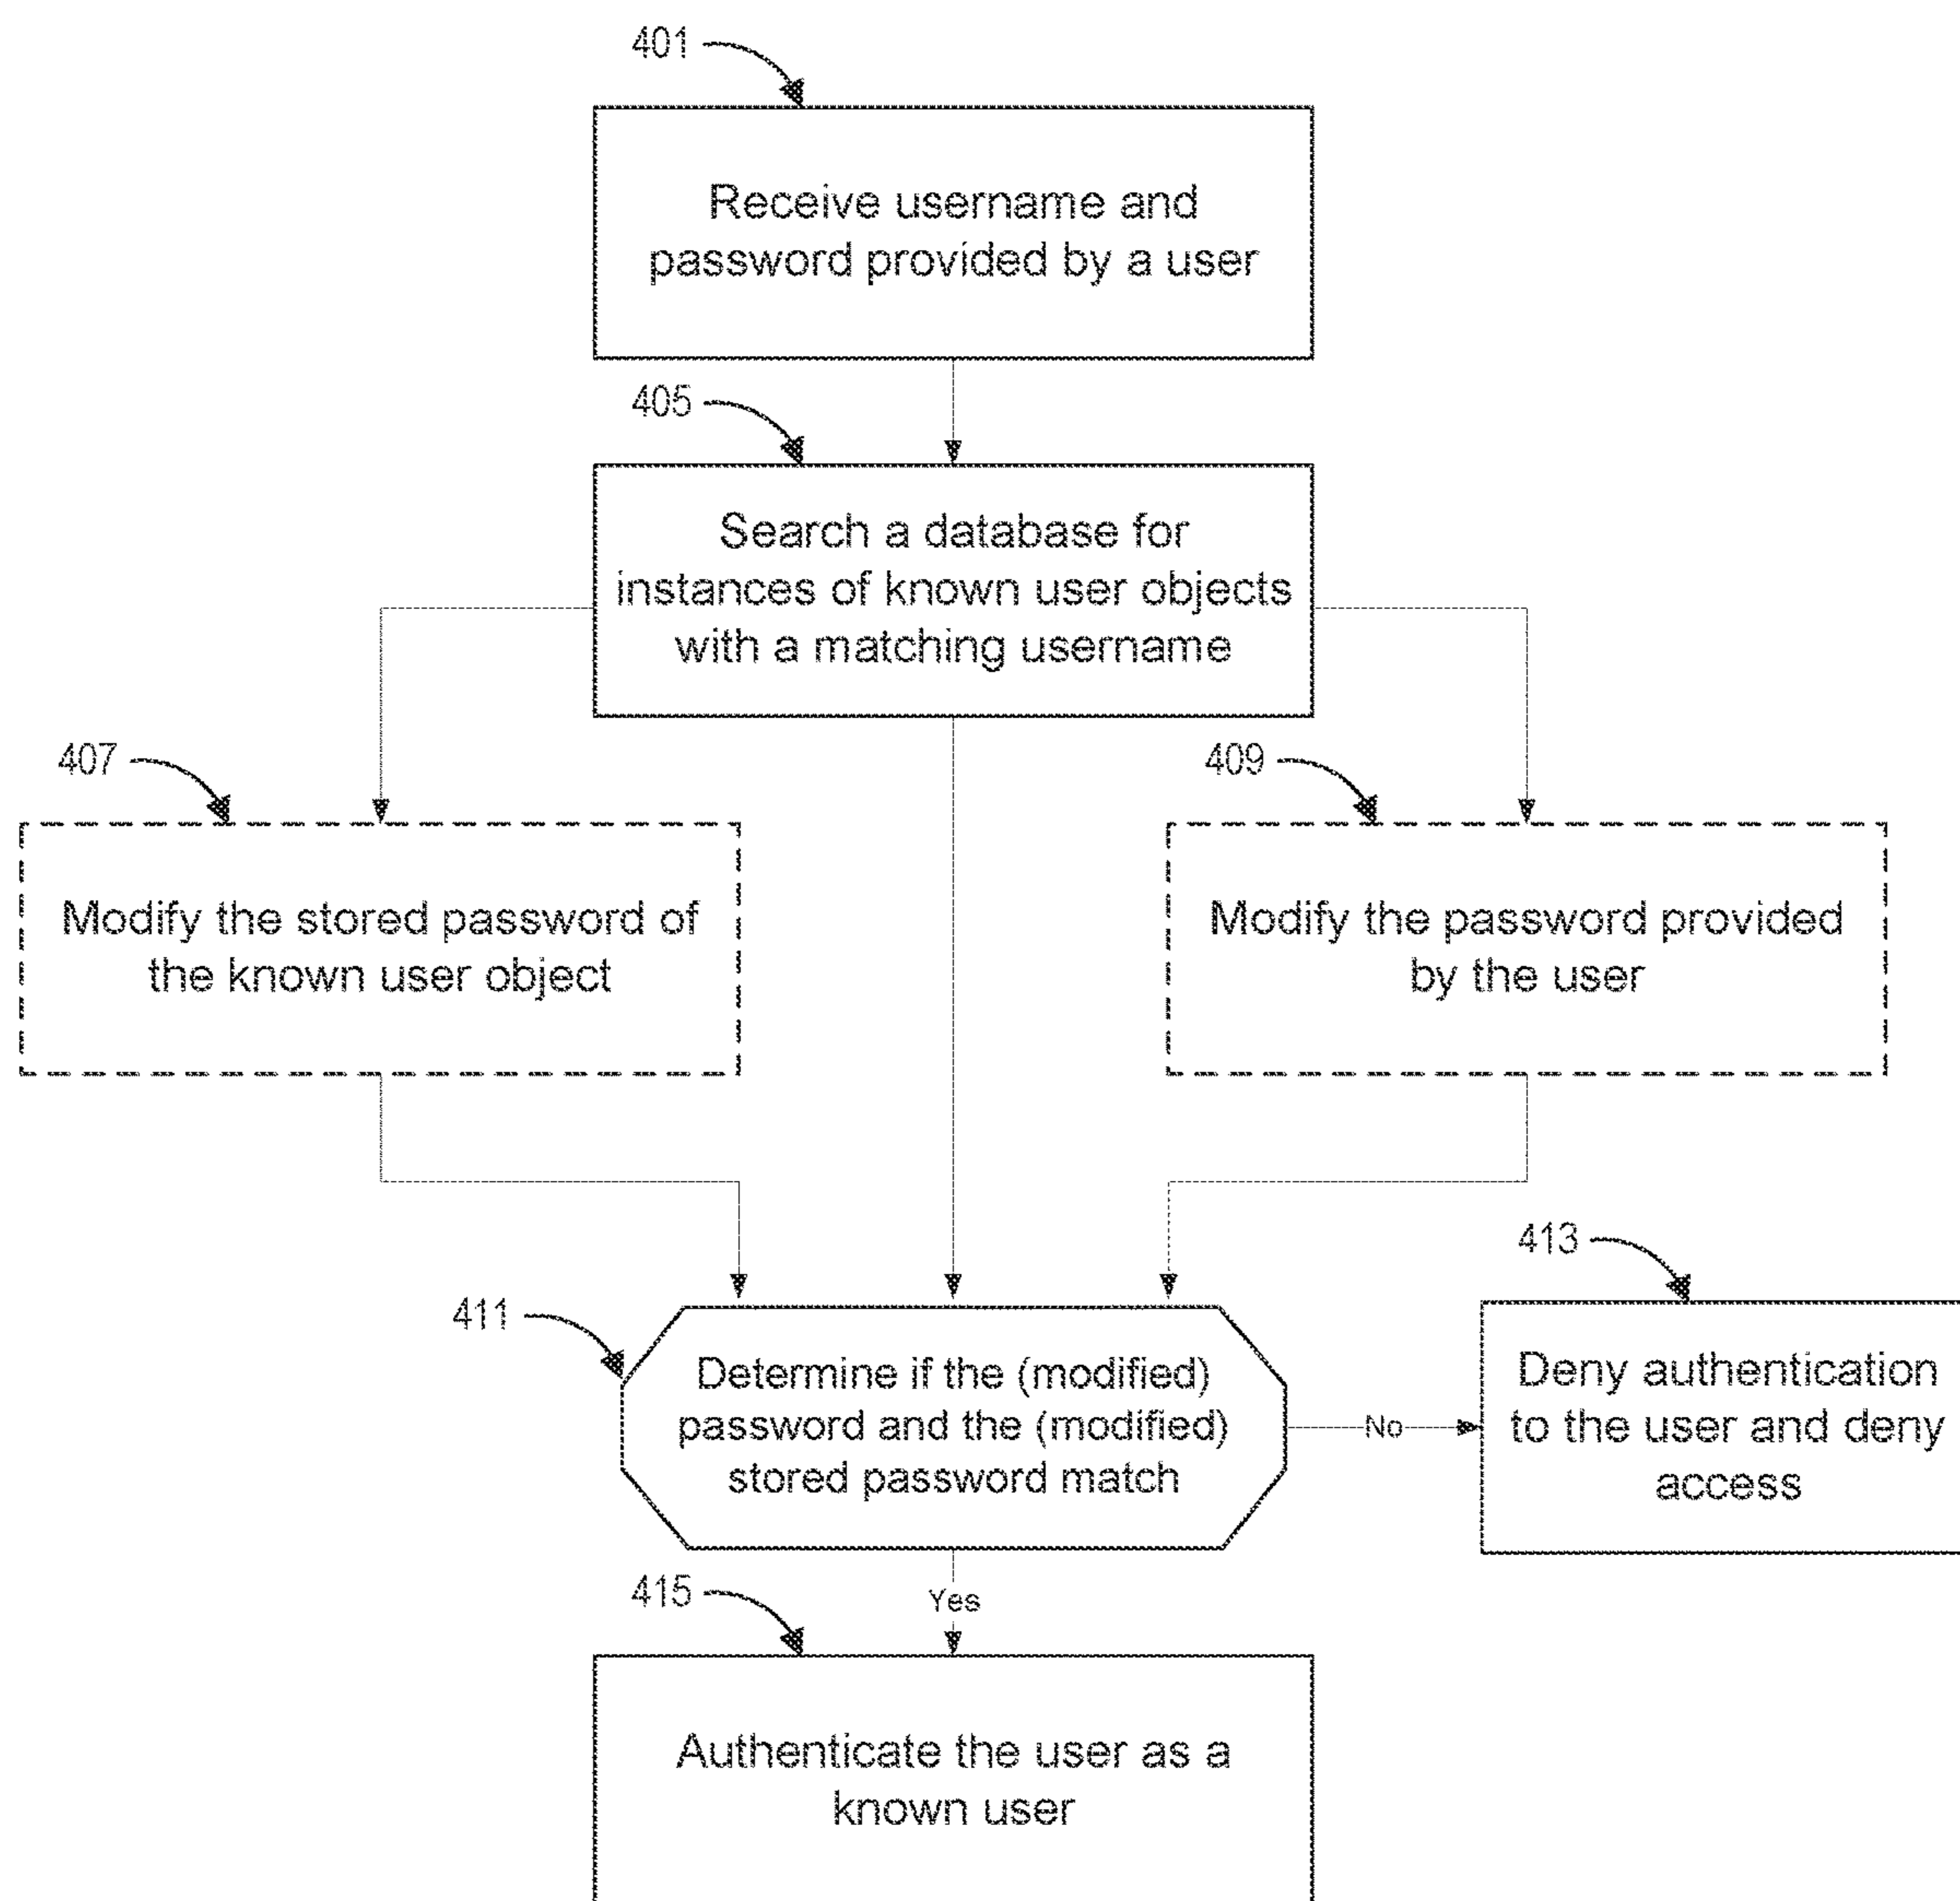 401
Receive username and
password provided by a user
405
Search a database for
instances of known user objects
with a matching username
407
409
Modify the stored password of
the known user object
Modify the password provided
by the user
411
Determine if the (modified)
password and the (modified)
stored password match
No
413
Deny authentication
to the user and deny
access
Yes
415
Authenticate the user as a
known user